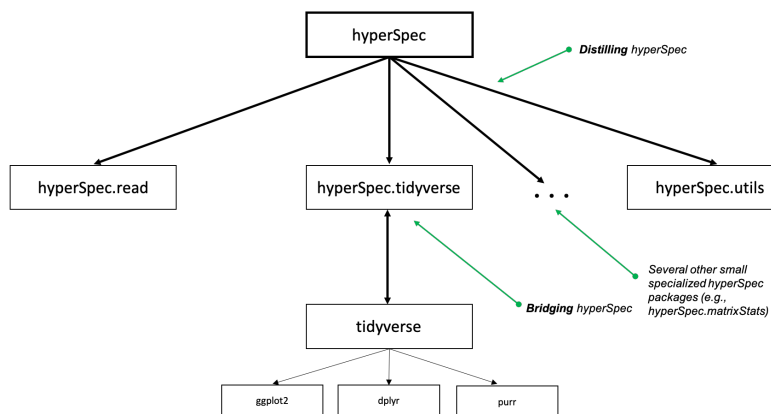 hyperSpec
Distilling hyperSpec
hyperSpec.read
hyperSpec.tidyverse
. . .
hyperSpec.utils
Several other small
specialized hyperSpec
packages (e.g.,
hyperSpec.matrixStats)
Bridging hyperSpec
tidyverse
ggplot2
dplyr
purr